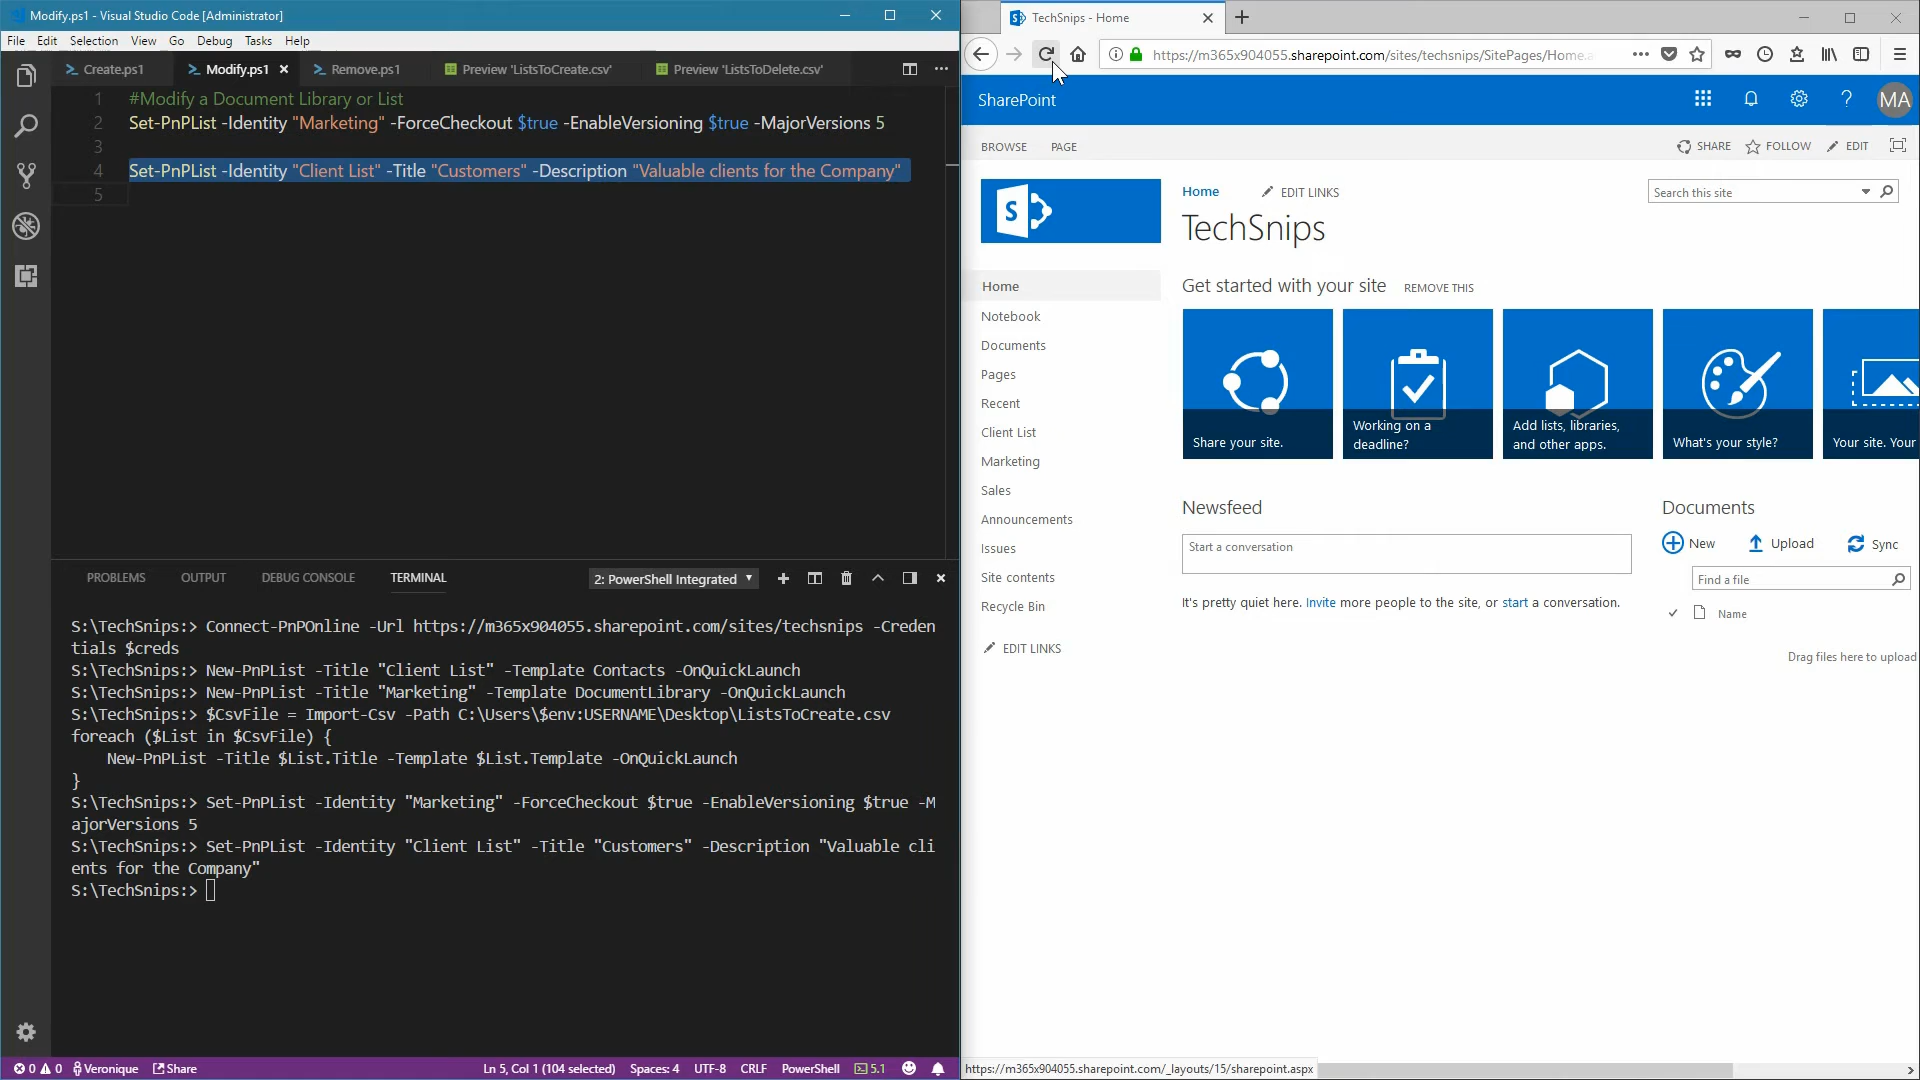 Modify.ps1 - Visual Studio Code [Administrator]
File Edit Selection View Go Debug Tasks Help
Create.ps1 Modify.ps1 Remove.ps1 Preview 'ListsToCreate.csv' Preview 'ListsToDelete.csv'
1 #Modify a Document Library or List
2 Set-PnPList -Identity "Marketing" -ForceCheckout $true -EnableVersioning $true -MajorVersions 5
3
4 Set-PnPList -Identity "Client List" -Title "Customers" -Description "Valuable clients for the Company"
5
PROBLEMS OUTPUT DEBUG CONSOLE TERMINAL 2: PowerShell Integrated
S:\TechSnips:> Connect-PnPOnline -Url https://m365x904055.sharepoint.com/sites/techsnips -Creden
tials $creds
S:\TechSnips:> New-PnPList -Title "Client List" -Template Contacts -OnQuickLaunch
S:\TechSnips:> New-PnPList -Title "Marketing" -Template DocumentLibrary -OnQuickLaunch
S:\TechSnips:> $CsvFile = Import-Csv -Path C:\Users\$env:USERNAME\Desktop\ListsToCreate.csv
foreach ($List in $CsvFile) {
New-PnPList -Title $List.Title -Template $List.Template -OnQuickLaunch
}
S:\TechSnips:> Set-PnPList -Identity "Marketing" -ForceCheckout $true -EnableVersioning $true -M
ajorVersions 5
S:\TechSnips:> Set-PnPList -Identity "Client List" -Title "Customers" -Description "Valuable cli
ents for the Company"
S:\TechSnips:>
0 0 Veronique Share Ln 5, Col 1 (104 selected) Spaces: 4 UTF-8 CRLF PowerShell 5.1
TechSnips - Home
https://m365x904055.sharepoint.com/sites/techsnips/SitePages/Home.a
SharePoint
MA
BROWSE PAGE SHARE FOLLOW EDIT
S
Home EDIT LINKS
Search this site
TechSnips
Home
Notebook
Documents
Pages
Recent
Client List
Marketing
Sales
Announcements
Issues
Site contents
Recycle Bin
EDIT LINKS
Get started with your site REMOVE THIS
Share your site.
Working on a
deadline?
Add lists, libraries,
and other apps.
What's your style?
Your site. Your
Newsfeed
Start a conversation
It's pretty quiet here. Invite more people to the site, or start a conversation.
Documents
New Upload Sync
Find a file
Name
Drag files here to upload
https://m365x904055.sharepoint.com/_layouts/15/sharepoint.aspx